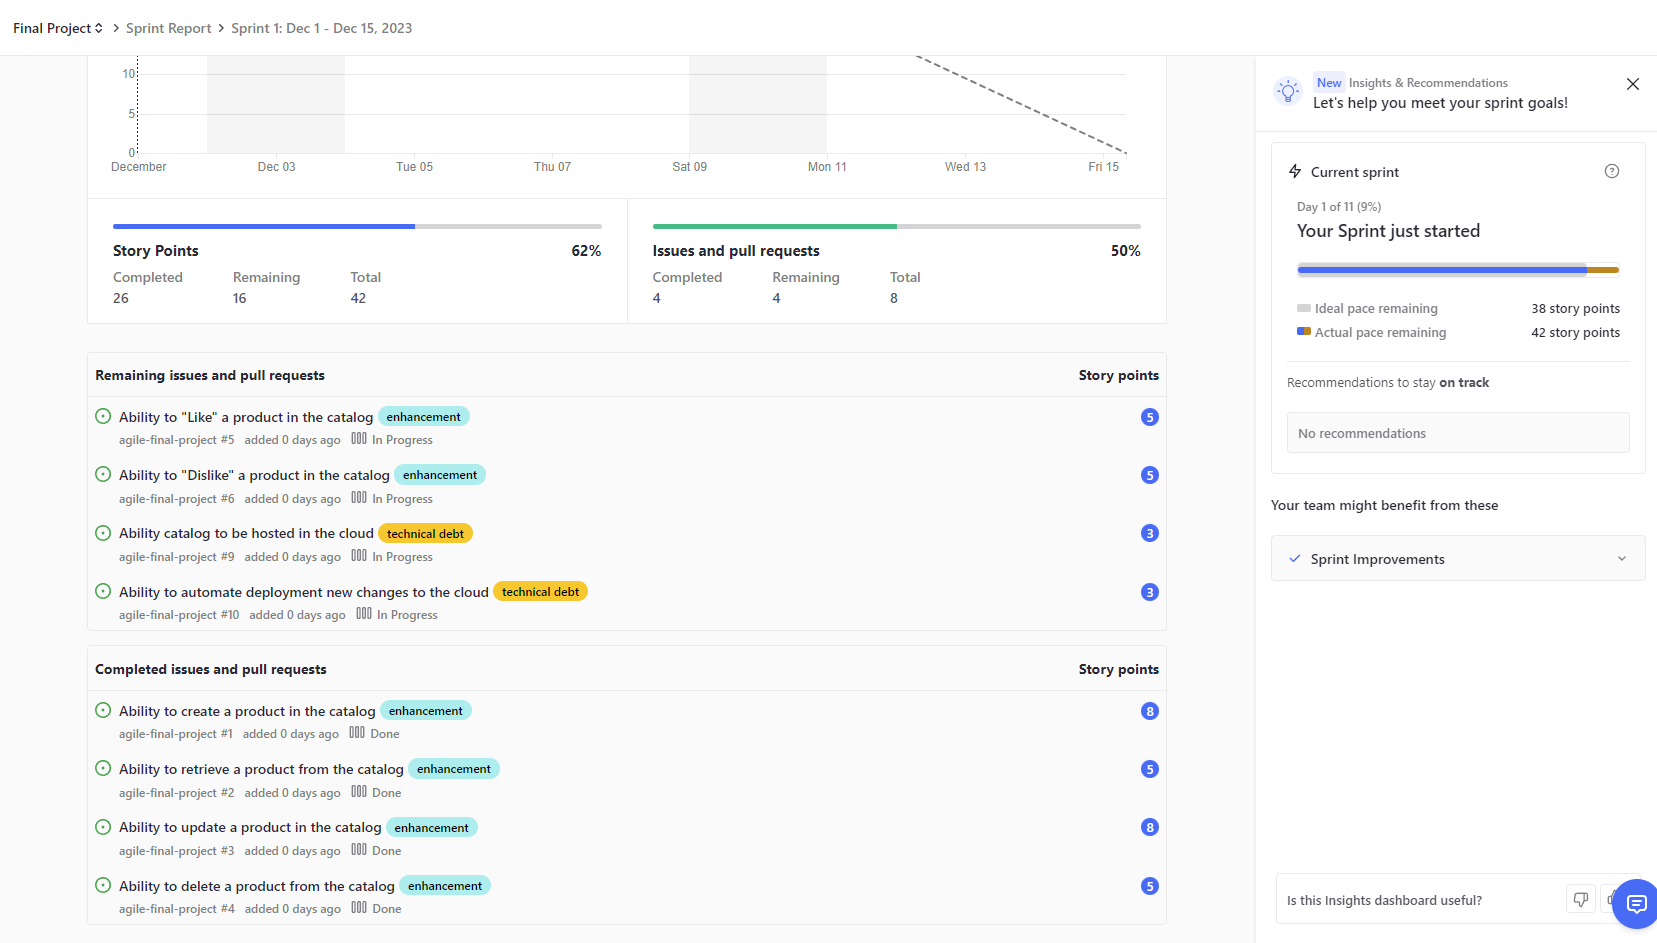 Final Project > Sprint Report > Sprint 1: Dec 1 - Dec 15, 2023
10
5
0
December Dec 03 Tue 05 Thu 07 Sat 09 Mon 11 Wed 13 Fri 15
Story Points 62%
Completed Remaining Total
26 16 42
Issues and pull requests 50%
Completed Remaining Total
4 4 8
Remaining issues and pull requests Story points
Ability to "Like" a product in the catalog enhancement 5
agile-final-project #5 added 0 days ago In Progress
Ability to "Dislike" a product in the catalog enhancement 5
agile-final-project #6 added 0 days ago In Progress
Ability catalog to be hosted in the cloud technical debt 3
agile-final-project #9 added 0 days ago In Progress
Ability to automate deployment new changes to the cloud technical debt 3
agile-final-project #10 added 0 days ago In Progress
Completed issues and pull requests Story points
Ability to create a product in the catalog enhancement 8
agile-final-project #1 added 0 days ago Done
Ability to retrieve a product from the catalog enhancement 5
agile-final-project #2 added 0 days ago Done
Ability to update a product in the catalog enhancement 8
agile-final-project #3 added 0 days ago Done
Ability to delete a product from the catalog enhancement 5
agile-final-project #4 added 0 days ago Done
New Insights & Recommendations
Let's help you meet your sprint goals!
Current sprint
Day 1 of 11 (9%)
Your Sprint just started
Ideal pace remaining 38 story points
Actual pace remaining 42 story points
Recommendations to stay on track
No recommendations
Your team might benefit from these
Sprint Improvements
Is this Insights dashboard useful?